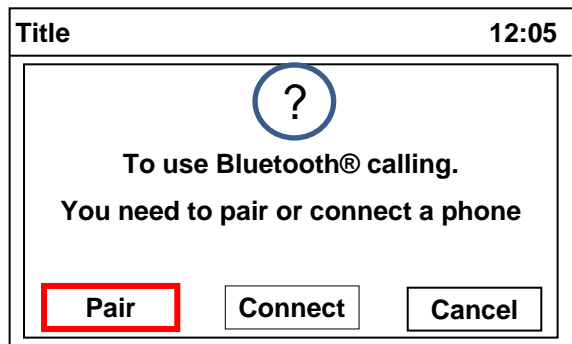 Title 12:05
?
To use Bluetooth® calling.
You need to pair or connect a phone
Pair Connect Cancel